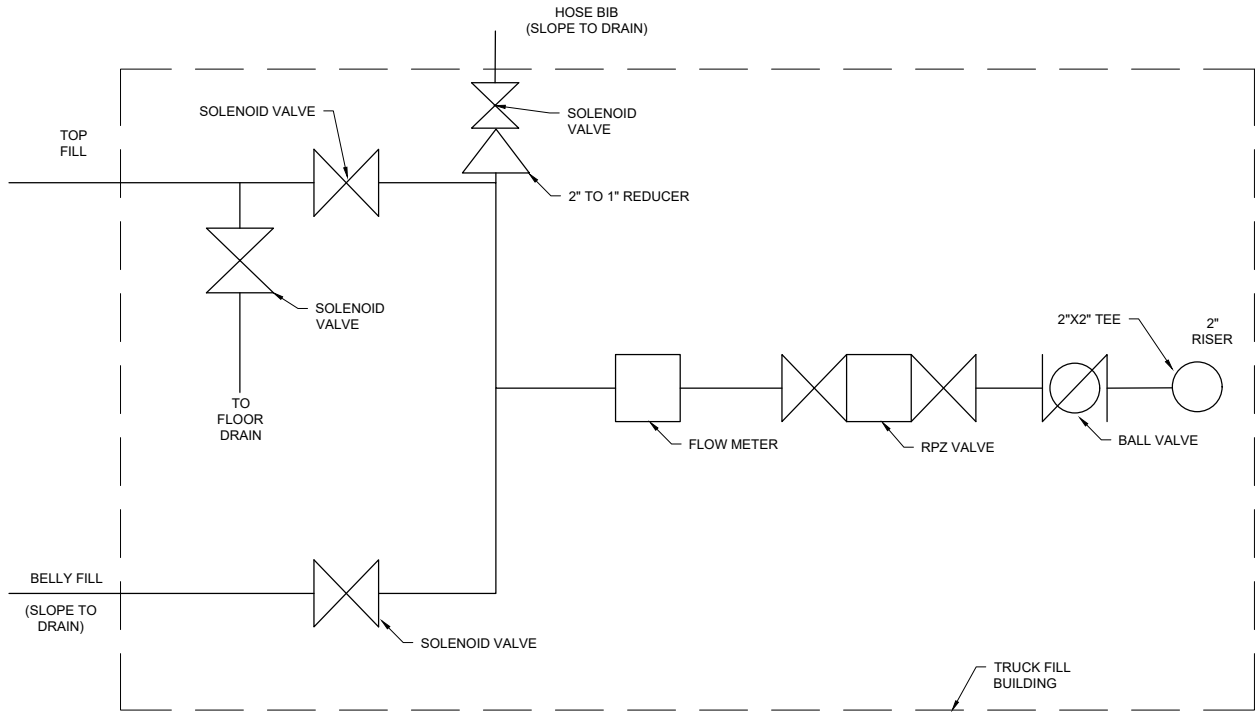 HOSE BIB
(SLOPE TO DRAIN)
SOLENOID VALVE
SOLENOID
VALVE
TOP
FILL
2" TO 1" REDUCER
SOLENOID
VALVE
2"X2" TEE
2"
RISER
TO
FLOOR
DRAIN
FLOW METER
RPZ VALVE
BALL VALVE
BELLY FILL
(SLOPE TO
DRAIN)
SOLENOID VALVE
TRUCK FILL
BUILDING